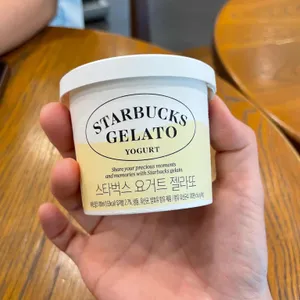 STARBUCKS
GELATO
YOGURT
Share your precious moments
and memories with Starbucks gelato
스타벅스 요거트 젤라또